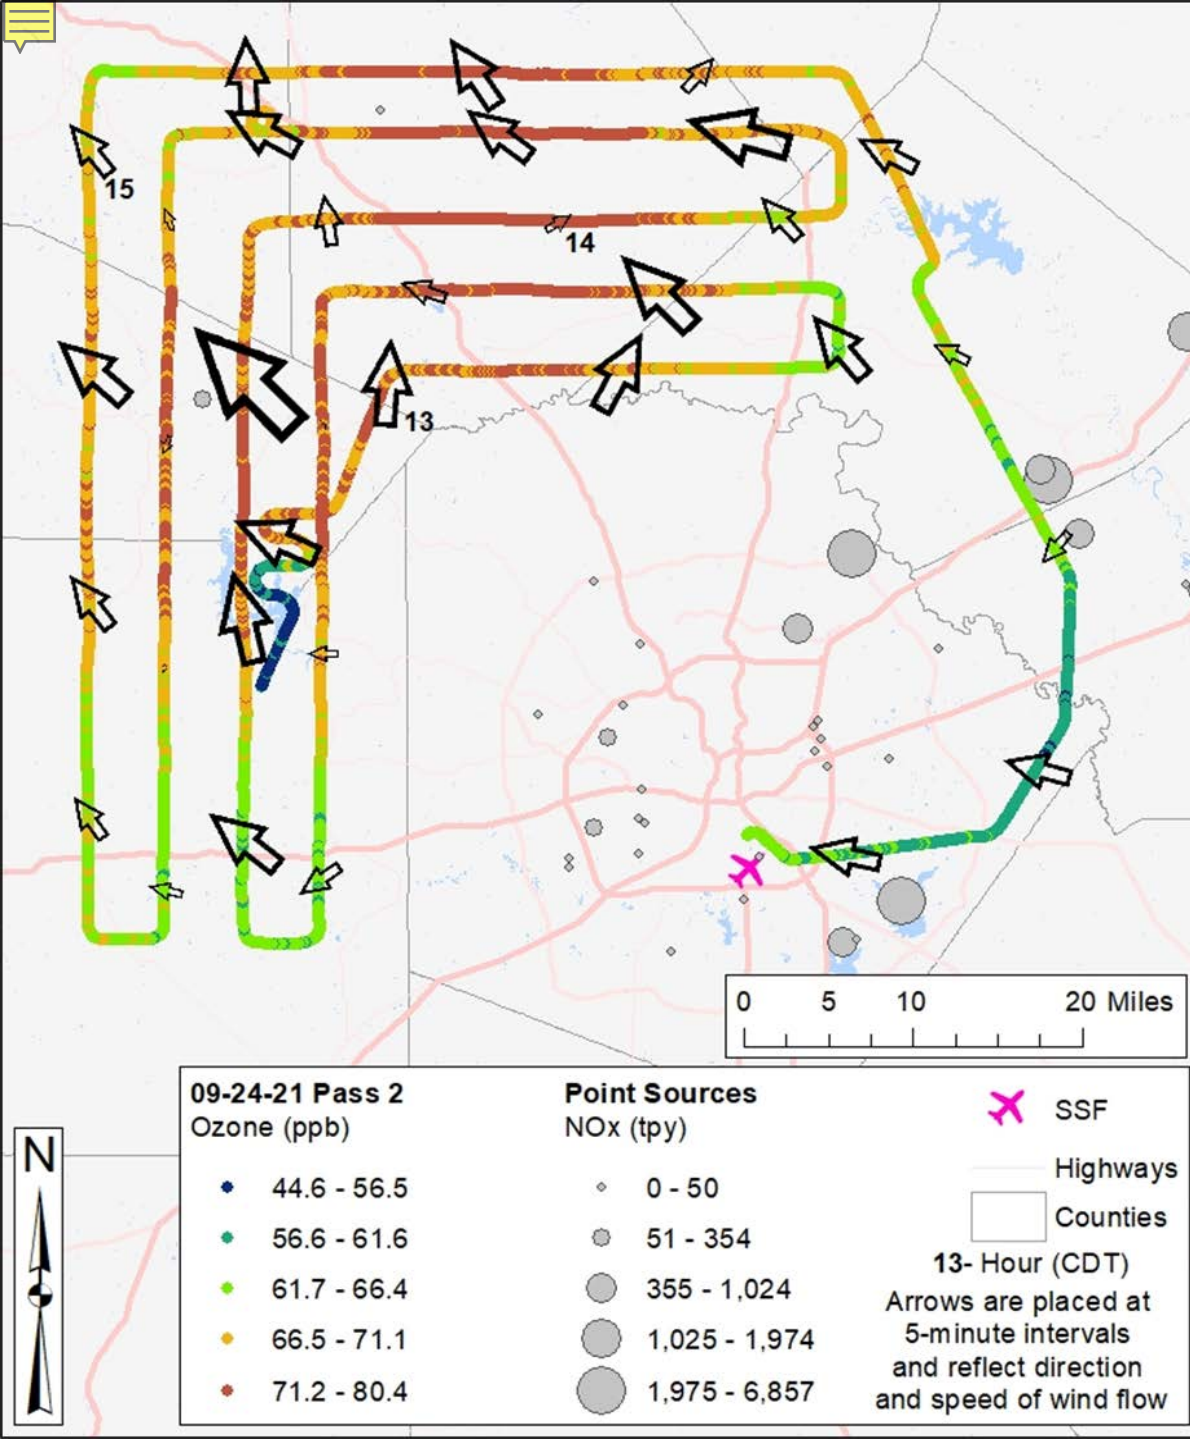 15
14
13
0 5 10 20 Miles
09-24-21 Pass 2
Ozone (ppb)
44.6 - 56.5
56.6 - 61.6
61.7 - 66.4
66.5 - 71.1
71.2 - 80.4
Point Sources
NOx (tpy)
0 - 50
51 - 354
355 - 1,024
1,025 - 1,974
1,975 - 6,857
SSF
Highways
Counties
13- Hour (CDT)
Arrows are placed at
5-minute intervals
and reflect direction
and speed of wind flow
N